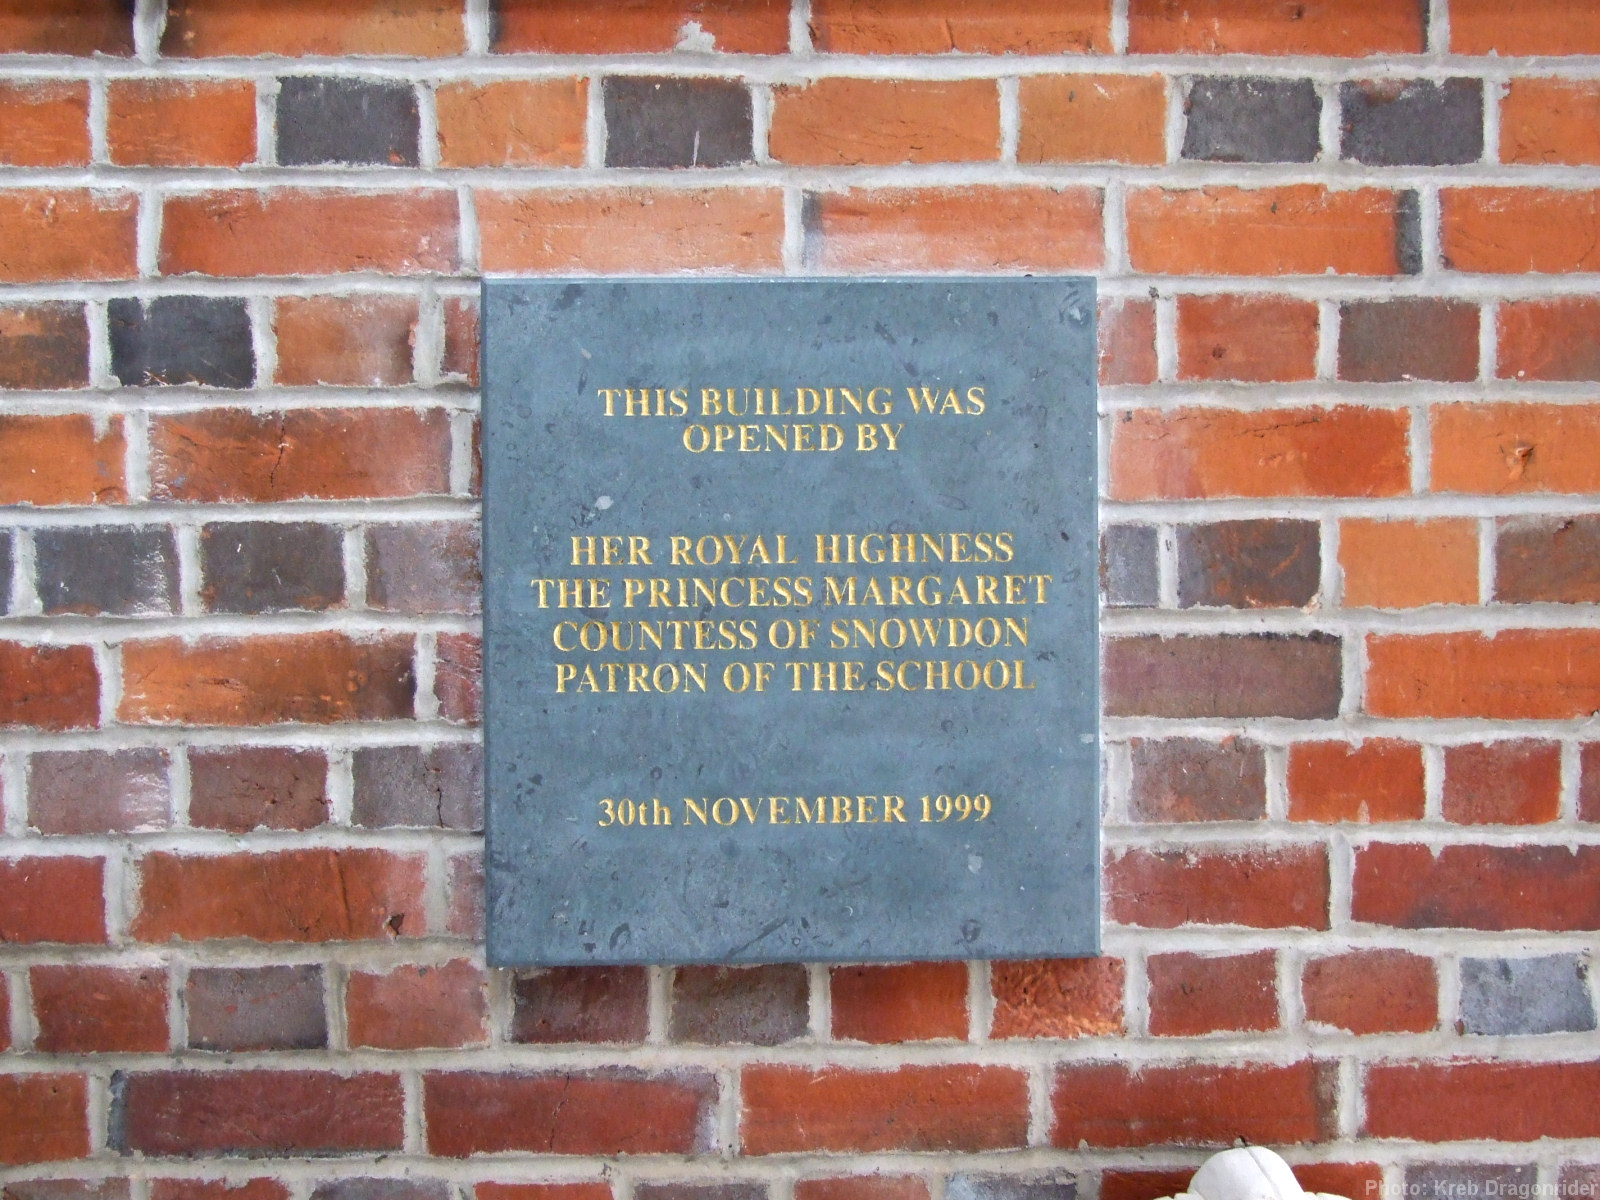 THIS BUILDING WAS
OPENED BY
HER ROYAL HIGHNESS
THE PRINCESS MARGARET
COUNTESS OF SNOWDON
PATRON OF THE SCHOOL
30th NOVEMBER 1999
Photo: Kreb Dragonrider